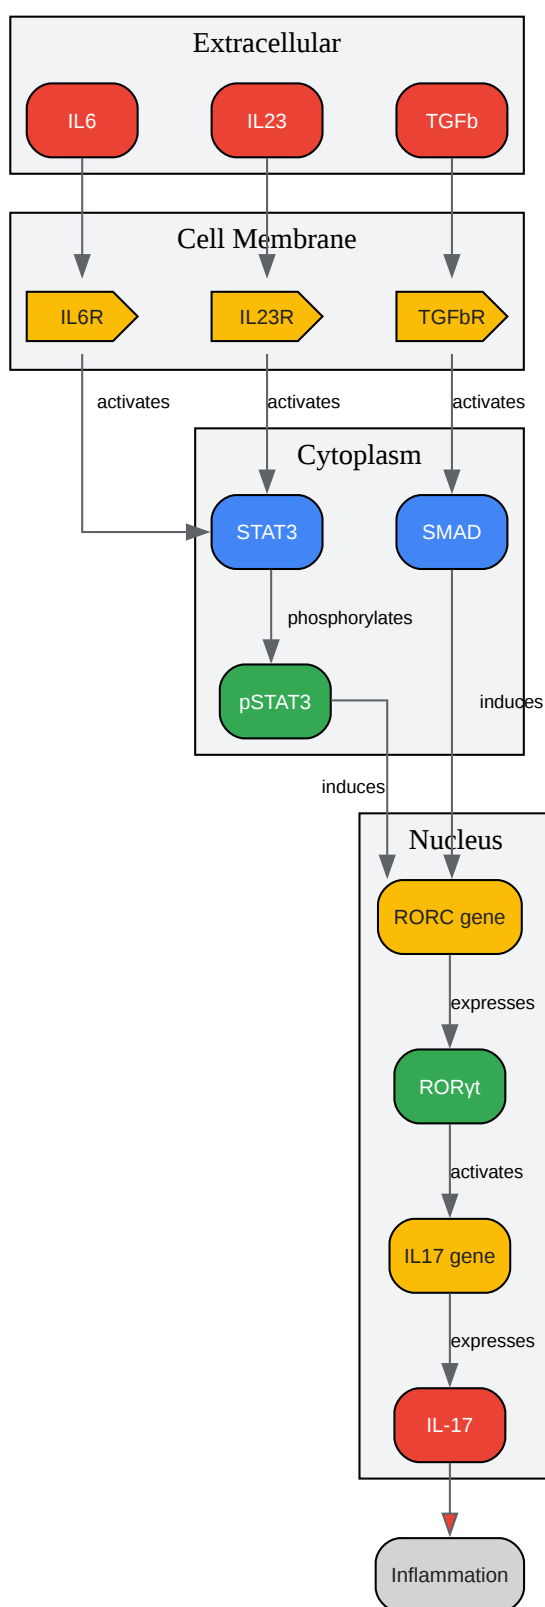 Extracellular
IL6
IL23
TGFb
Cell Membrane
IL6R
IL23R
TGFbR
activates
activates
activates
Cytoplasm
STAT3
SMAD
phosphorylates
pSTAT3
induces
induces
Nucleus
RORC gene
expresses
RORγt
activates
IL17 gene
expresses
IL-17
Inflammation